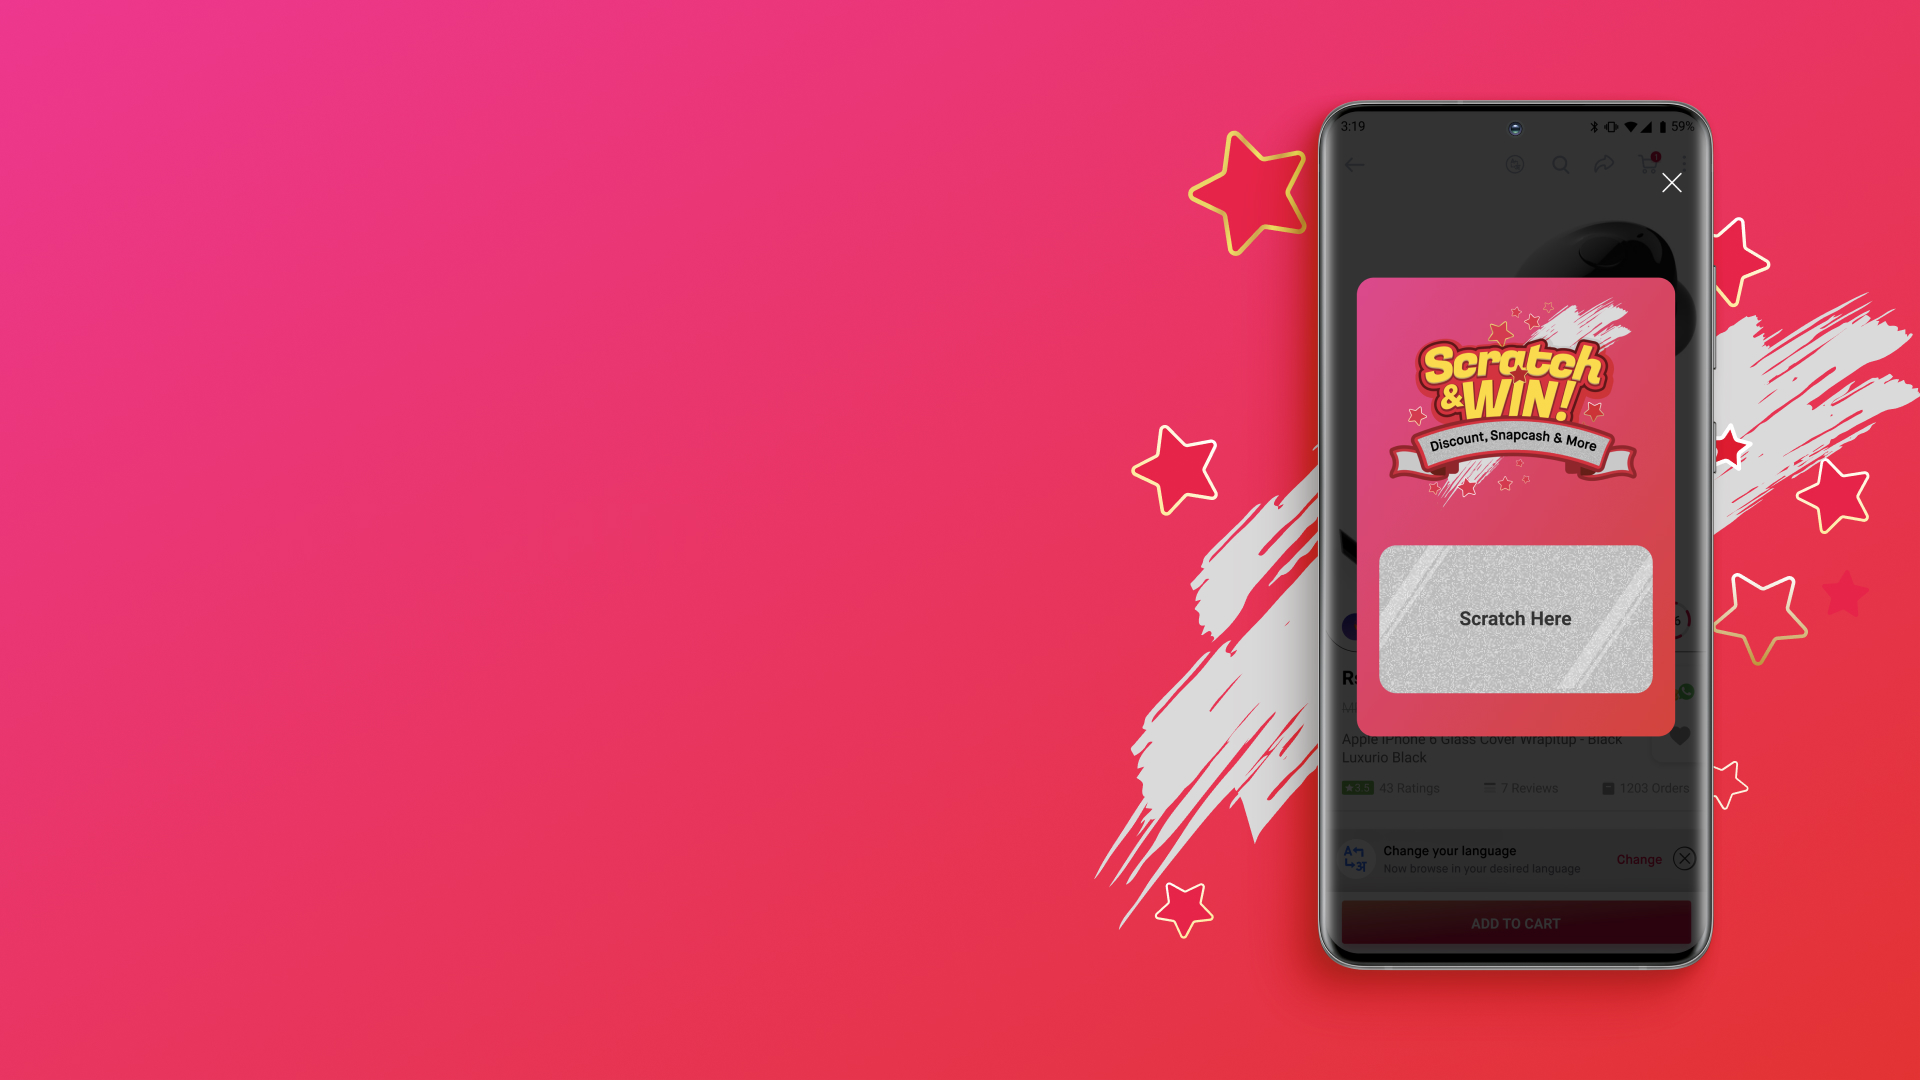 3:19
59%
1
Scratch
& WIN!
Discount, Snapcash & More
Scratch Here
Apple iPhone 6 Glass Cover Wrapitup - Black
Luxurio Black
★3.5 43 Ratings 7 Reviews 1203 Orders
Change your language
Now browse in your desired language
Change
ADD TO CART